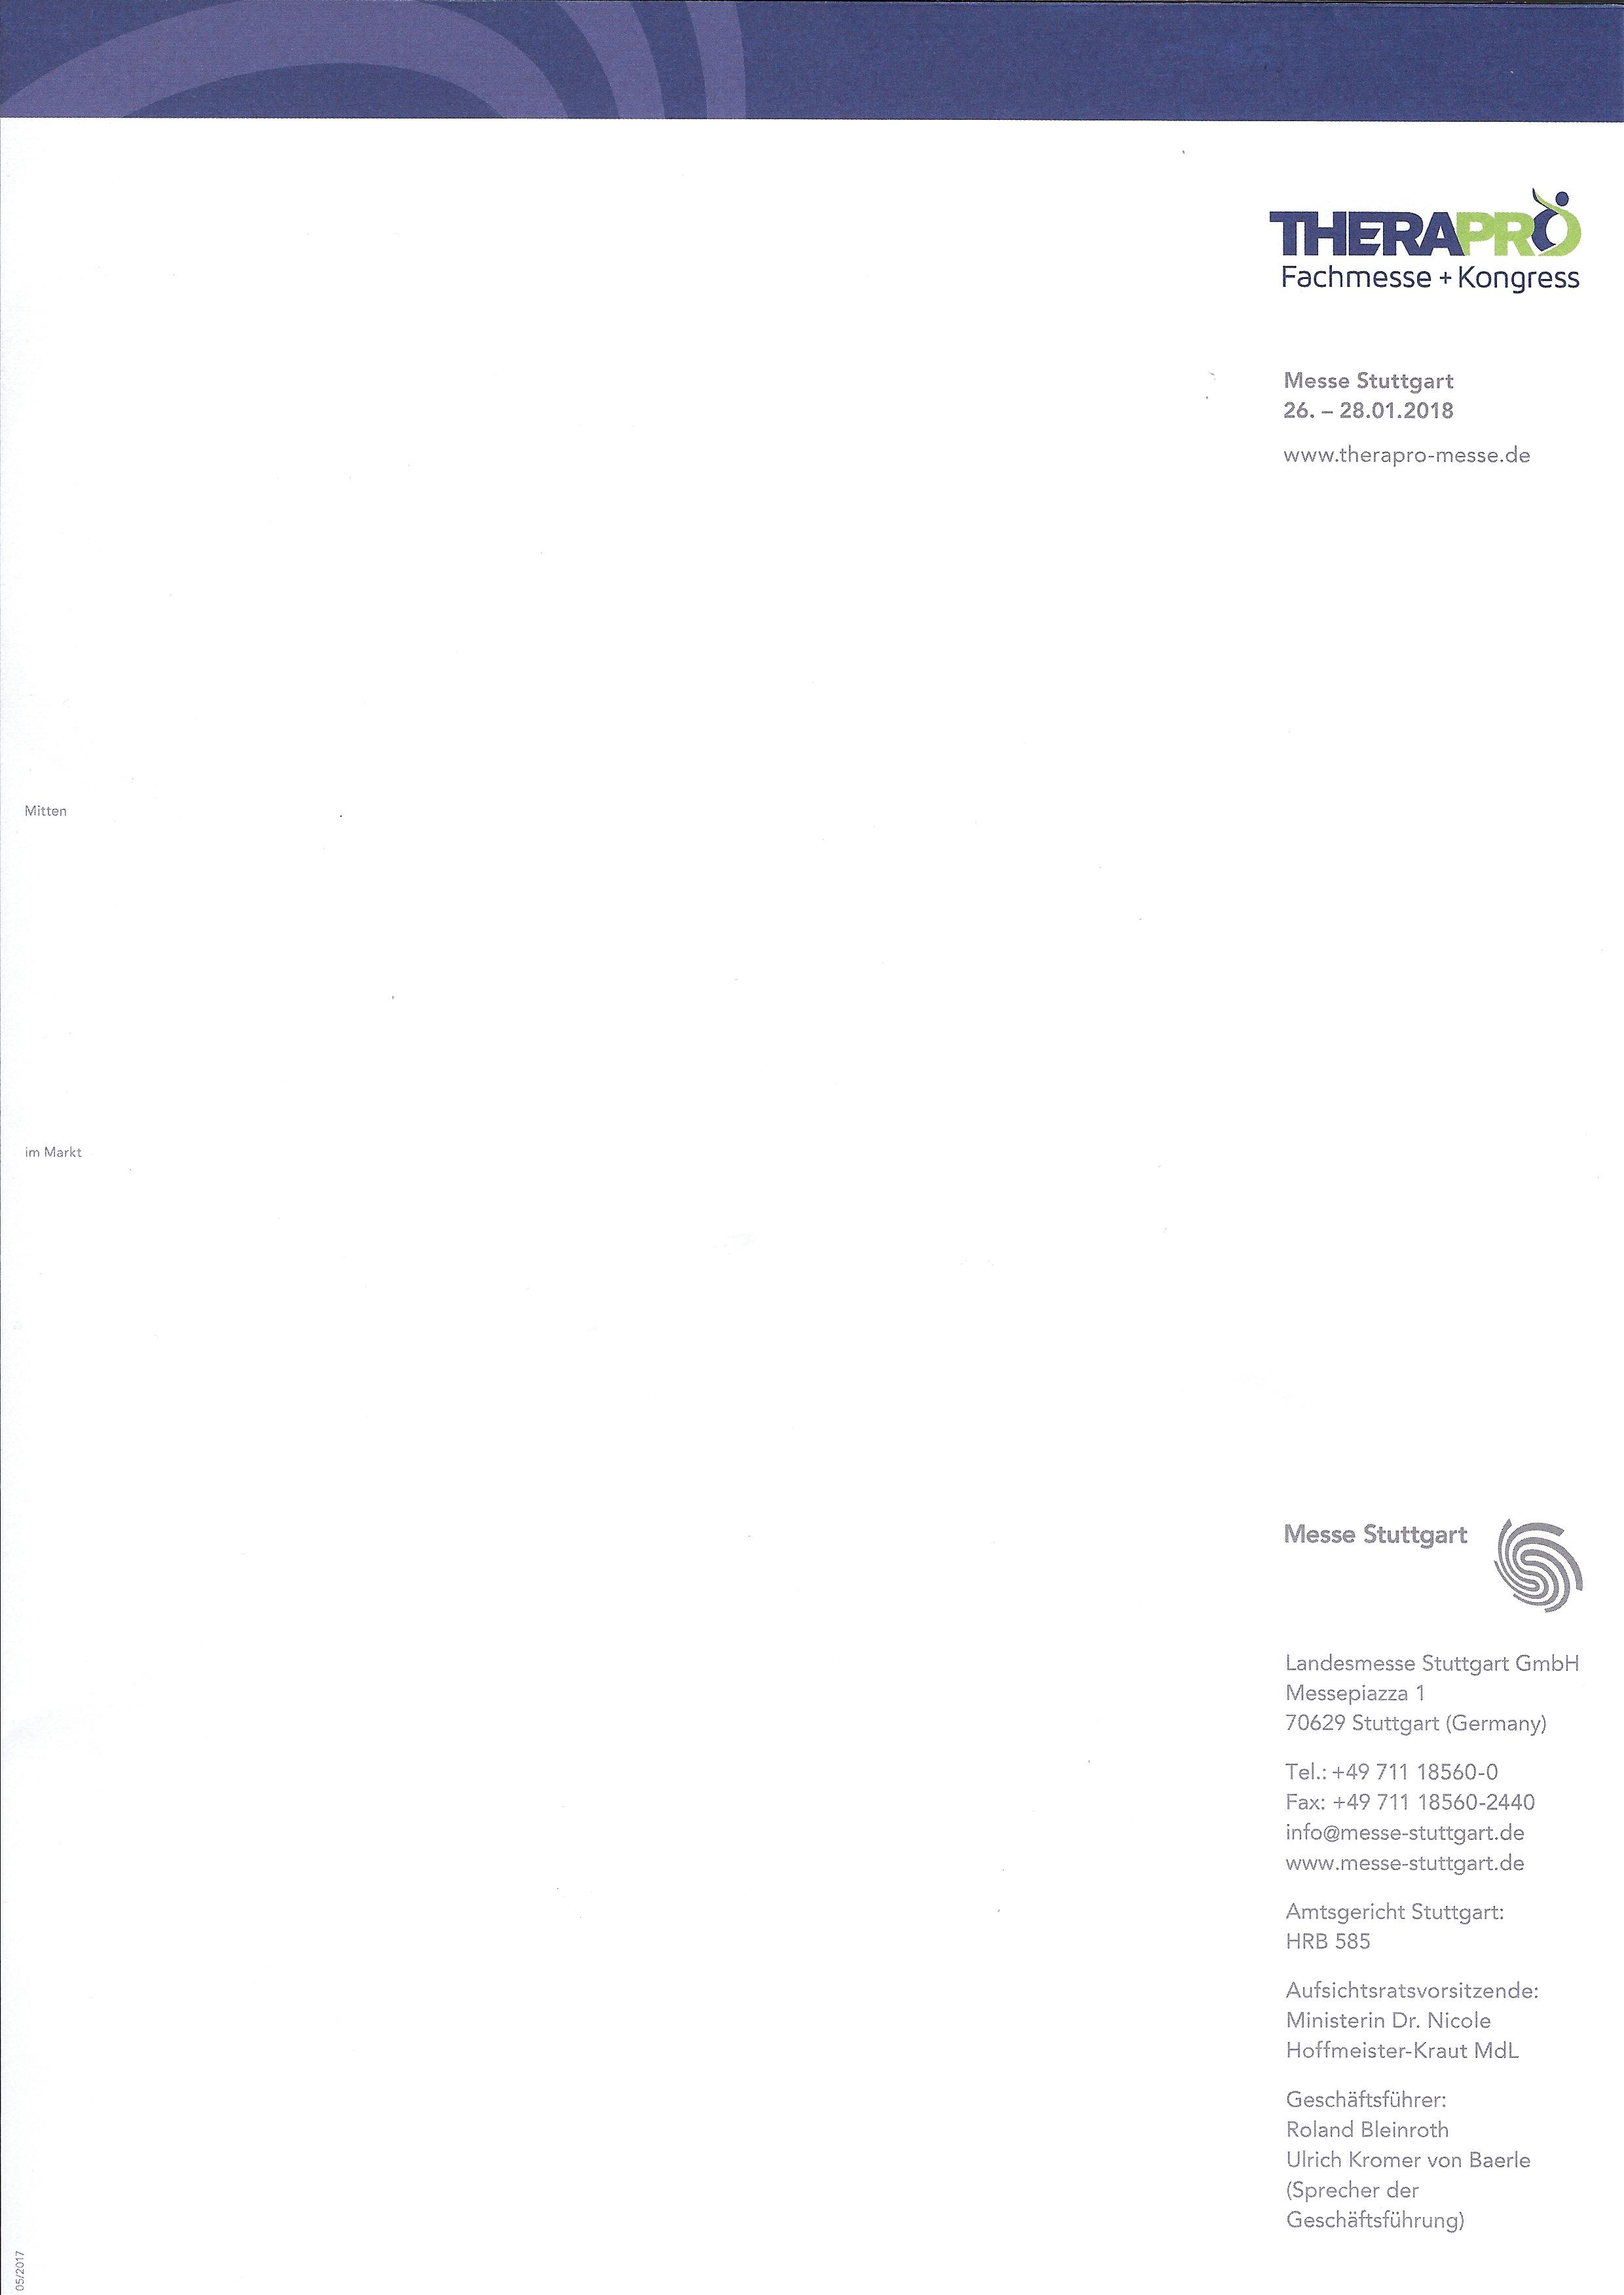 THERAPRO
Fachmesse + Kongress
Messe Stuttgart
26. – 28.01.2018
www.therapro-messe.de
Mitten
im Markt
Messe Stuttgart
Landesmesse Stuttgart GmbH
Messepiazza 1
70629 Stuttgart (Germany)
Tel.: +49 711 18560-0
Fax: +49 711 18560-2440
info@messe-stuttgart.de
www.messe-stuttgart.de
Amtsgericht Stuttgart:
HRB 585
Aufsichtsratsvorsitzende:
Ministerin Dr. Nicole
Hoffmeister-Kraut MdL
Geschäftsführer:
Roland Bleinroth
Ulrich Kromer von Baerle
(Sprecher der
Geschäftsführung)
05/2017